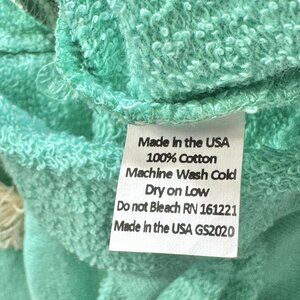 Made in the USA
100% Cotton
Machine Wash Cold
Dry on Low
Do not Bleach RN 161221
Made in the USA GS2020